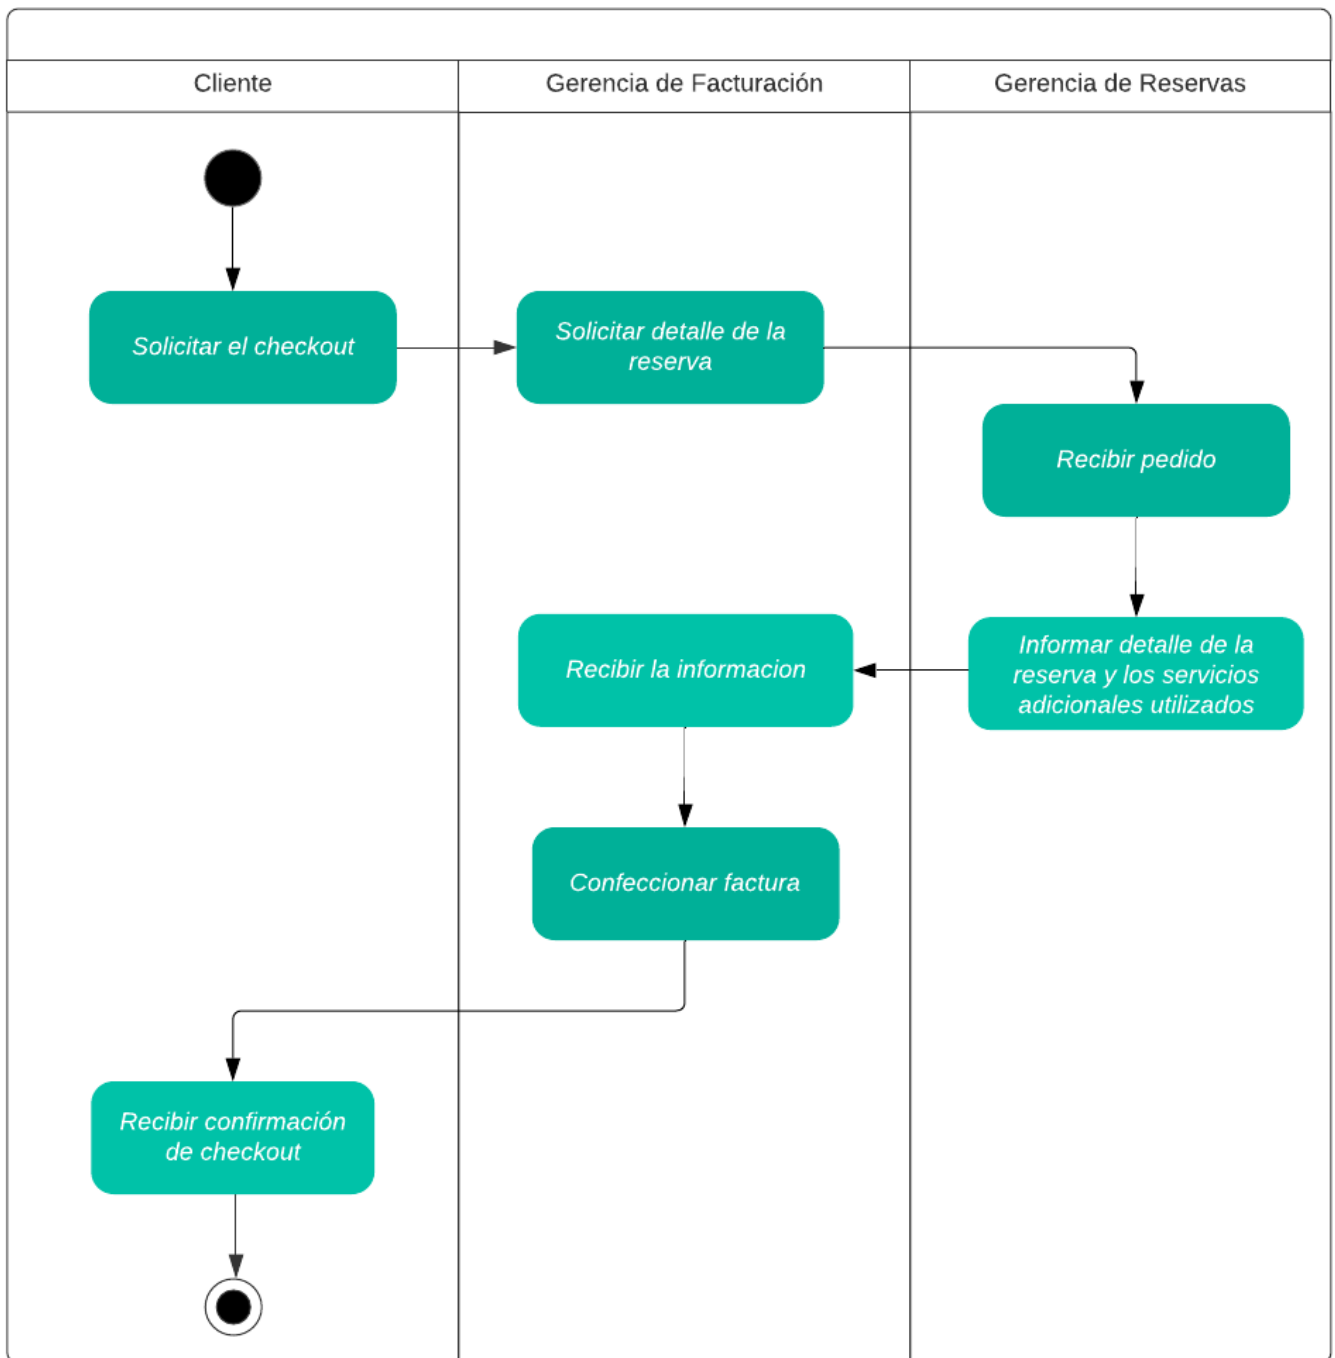 Cliente
Gerencia de Facturación
Gerencia de Reservas
Solicitar el checkout
Solicitar detalle de la
reserva
Recibir pedido
Informar detalle de la
reserva y los servicios
adicionales utilizados
Recibir la informacion
Confeccionar factura
Recibir confirmación
de checkout